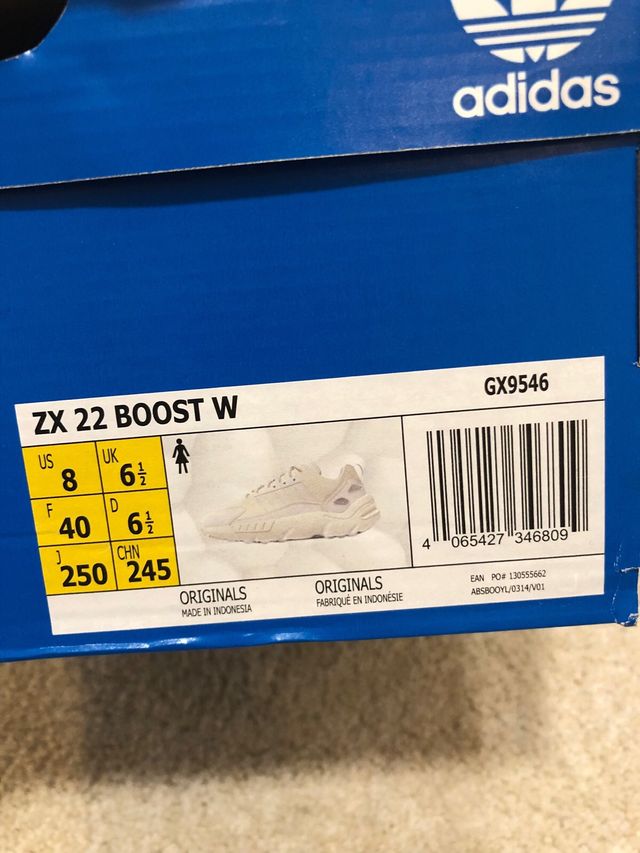 adidas
ZX 22 BOOST W
GX9546
US 8
UK 6½
F 40
D 6½
J 250
CHN 245
4 065427 346809
ORIGINALS
MADE IN INDONESIA
ORIGINALS
FABRIQUÉ EN INDONÉSIE
EAN PO# 130555662
ABSBOOYL/0314/V01